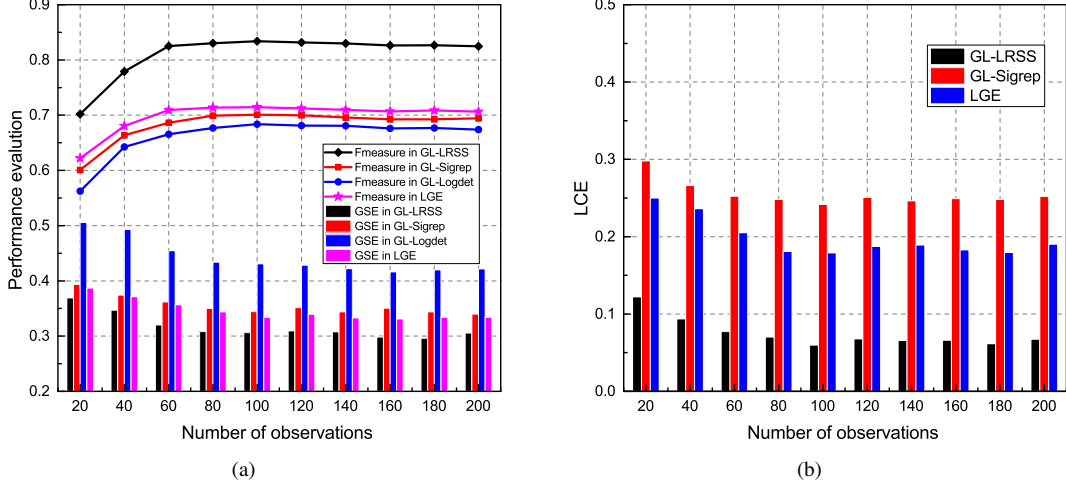 0.9
0.8
0.7
0.6
0.5
0.4
0.3
0.2
Performance evalution
Fmeasure in GL-LRSS
Fmeasure in GL-Sigrep
Fmeasure in GL-Logdet
Fmeasure in LGE
GSE in GL-LRSS
GSE in GL-Sigrep
GSE in GL-Logdet
GSE in LGE
20 40 60 80 100 120 140 160 180 200
Number of observations
(a)
0.5
0.4
0.3
0.2
0.1
0.0
LCE
GL-LRSS
GL-Sigrep
LGE
20 40 60 80 100 120 140 160 180 200
Number of observations
(b)